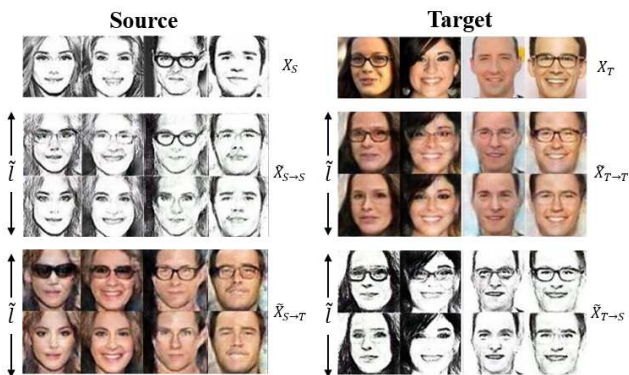 Source Target
X_S X_T
l̃ X̃_{S→S} l̃ X̃_{T→T}
l̃ X̃_{S→T} l̃ X̃_{T→S}